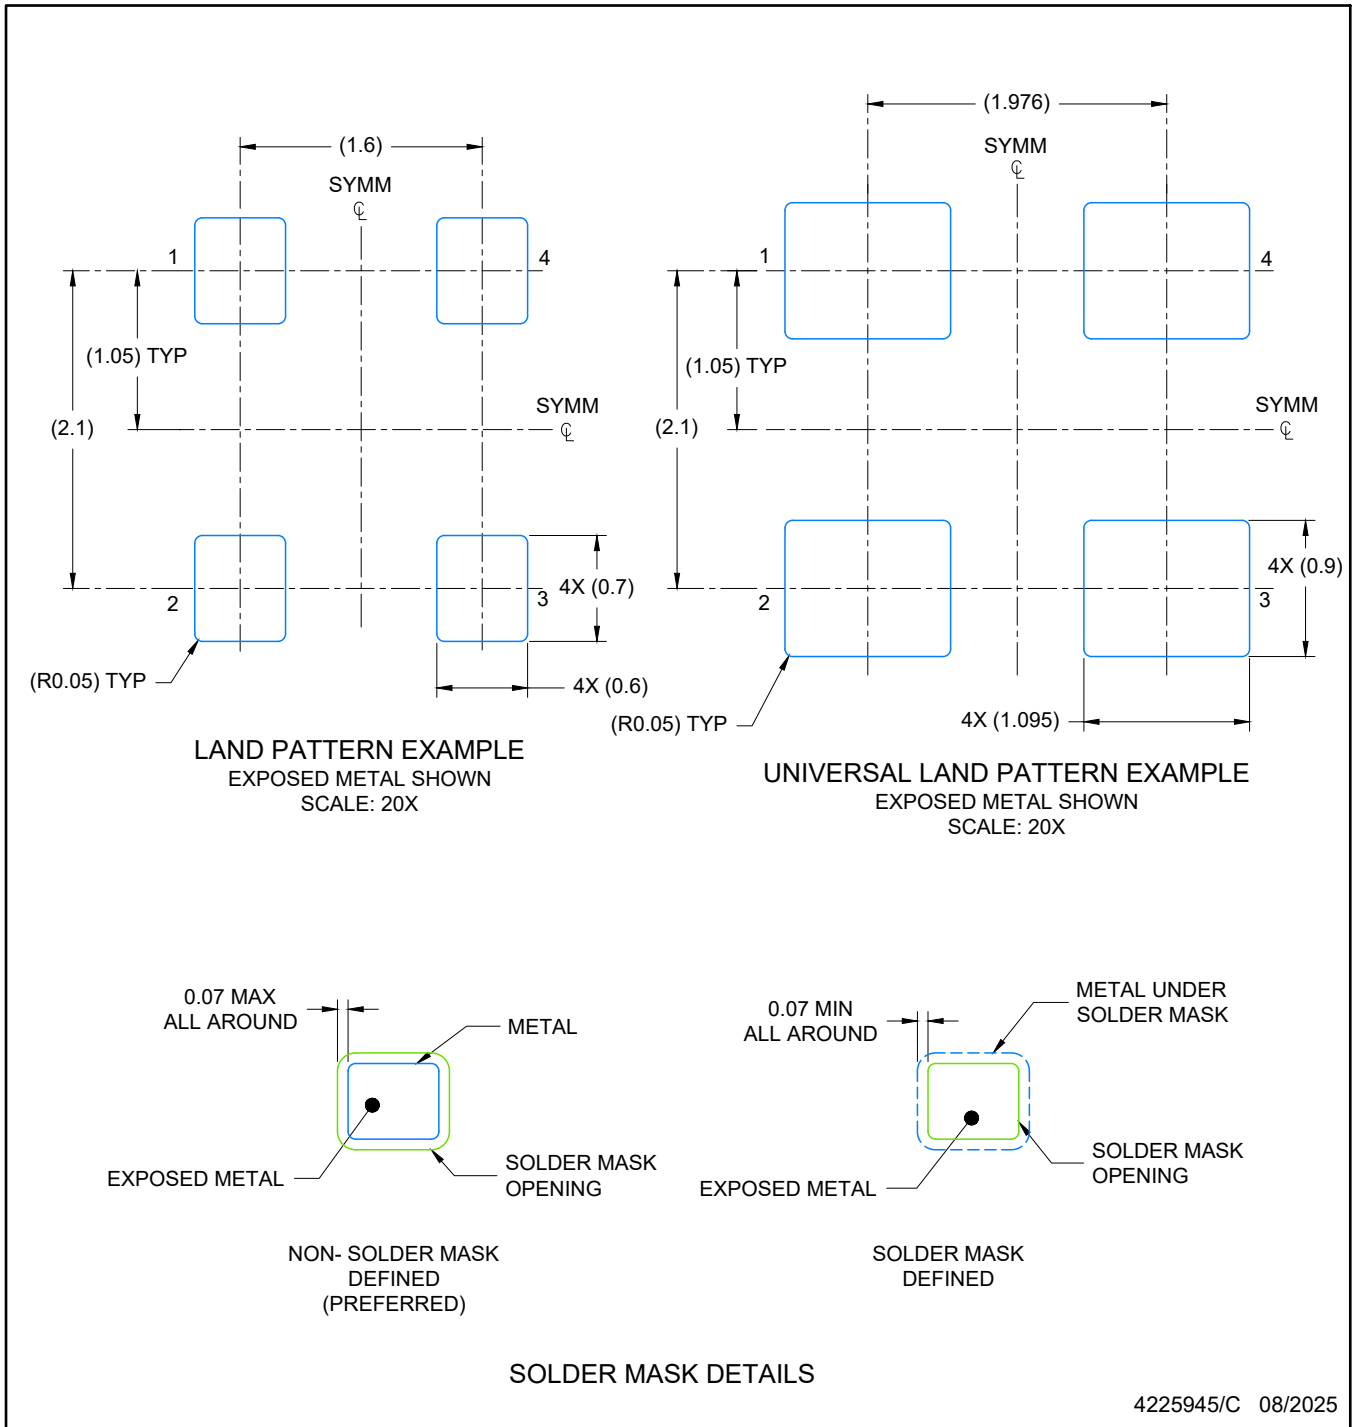 (1.6)
SYMM
℄
1
4
(1.05) TYP
(2.1)
SYMM
℄
2
3
4X (0.7)
(R0.05) TYP
4X (0.6)
LAND PATTERN EXAMPLE
EXPOSED METAL SHOWN
SCALE: 20X
(1.976)
SYMM
℄
1
4
(1.05) TYP
(2.1)
SYMM
℄
2
3
4X (0.9)
(R0.05) TYP
4X (1.095)
UNIVERSAL LAND PATTERN EXAMPLE
EXPOSED METAL SHOWN
SCALE: 20X
0.07 MAX
ALL AROUND
METAL
EXPOSED METAL
SOLDER MASK
OPENING
NON- SOLDER MASK
DEFINED
(PREFERRED)
0.07 MIN
ALL AROUND
METAL UNDER
SOLDER MASK
EXPOSED METAL
SOLDER MASK
OPENING
SOLDER MASK
DEFINED
SOLDER MASK DETAILS
4225945/C 08/2025